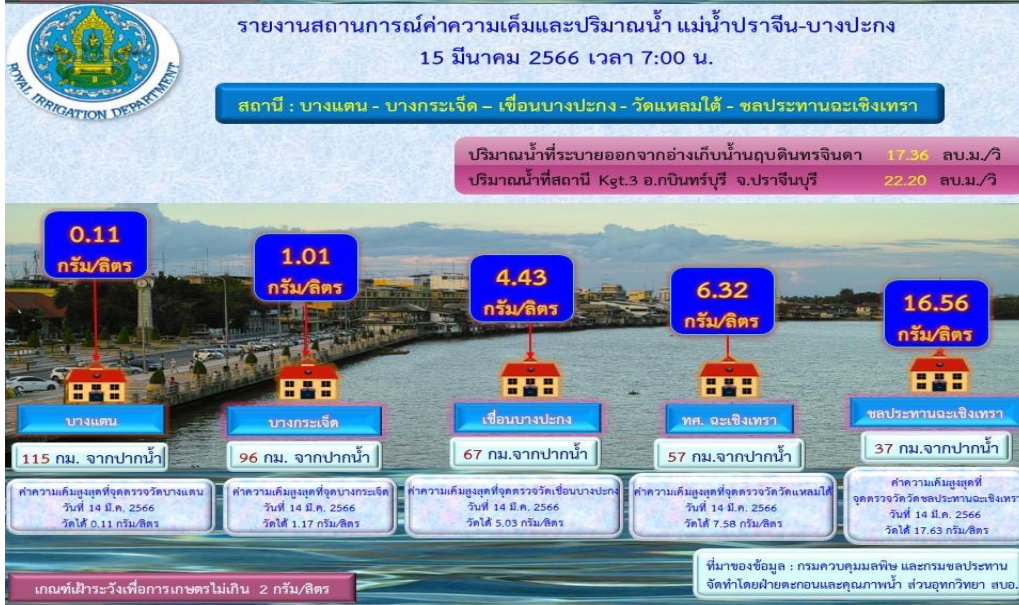 รายงานสถานการณ์ค่าความเค็มและปริมาณน้ำ แม่น้ำปราจีน-บางปะกง
15 มีนาคม 2566 เวลา 7:00 น.
ROYAL IRRIGATION DEPARTMENT
สถานี : บางแตน - บางกระเจ็ด – เขื่อนบางปะกง - วัดแหลมใต้ - ชลประทานฉะเชิงเทรา
ปริมาณน้ำที่ระบายออกจากอ่างเก็บน้ำนฤบดินทรจินดา 17.36 ลบ.ม./วิ
ปริมาณน้ำที่สถานี Kgt.3 อ.กบินทร์บุรี จ.ปราจีนบุรี 22.20 ลบ.ม./วิ
0.11
กรัม/ลิตร
1.01
กรัม/ลิตร
4.43
กรัม/ลิตร
6.32
กรัม/ลิตร
16.56
กรัม/ลิตร
บางแตน
บางกระเจ็ด
เขื่อนบางปะกง
ทศ. ฉะเชิงเทรา
ชลประทานฉะเชิงเทรา
115 กม. จากปากน้ำ
96 กม. จากปากน้ำ
67 กม.จากปากน้ำ
57 กม.จากปากน้ำ
37 กม.จากปากน้ำ
ค่าความเค็มสูงสุดที่จุดตรวจวัดบางแตน
วันที่ 14 มี.ค. 2566
วัดได้ 0.11 กรัม/ลิตร
ค่าความเค็มสูงสุดที่จุดบางกระเจ็ด
วันที่ 14 มี.ค. 2566
วัดได้ 1.17 กรัม/ลิตร
ค่าความเค็มสูงสุดที่จุดตรวจวัดเขื่อนบางปะกง
วันที่ 14 มี.ค. 2566
วัดได้ 5.03 กรัม/ลิตร
ค่าความเค็มสูงสุดที่จุดตรวจวัดวัดแหลมใต้
วันที่ 14 มี.ค. 2566
วัดได้ 7.58 กรัม/ลิตร
ค่าความเค็มสูงสุดที่
จุดตรวจวัดวัดชลประทานฉะเชิงเทรา
วันที่ 14 มี.ค. 2566
วัดได้ 17.63 กรัม/ลิตร
เกณฑ์เฝ้าระวังเพื่อการเกษตรไม่เกิน 2 กรัม/ลิตร
ที่มาของข้อมูล : กรมควบคุมมลพิษ และกรมชลประทาน
จัดทำโดยฝ่ายตะกอนและคุณภาพน้ำ ส่วนอุทกวิทยา สบอ.